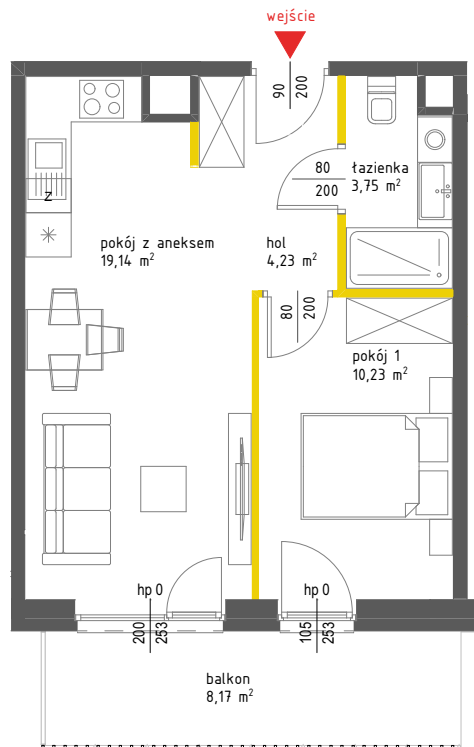 wejście
90
200
80
200
łazienka
3,75 m²
Z
pokój z aneksem
19,14 m²
hol
4,23 m²
80
200
pokój 1
10,23 m²
hp 0
hp 0
200
253
105
253
balkon
8,17 m²